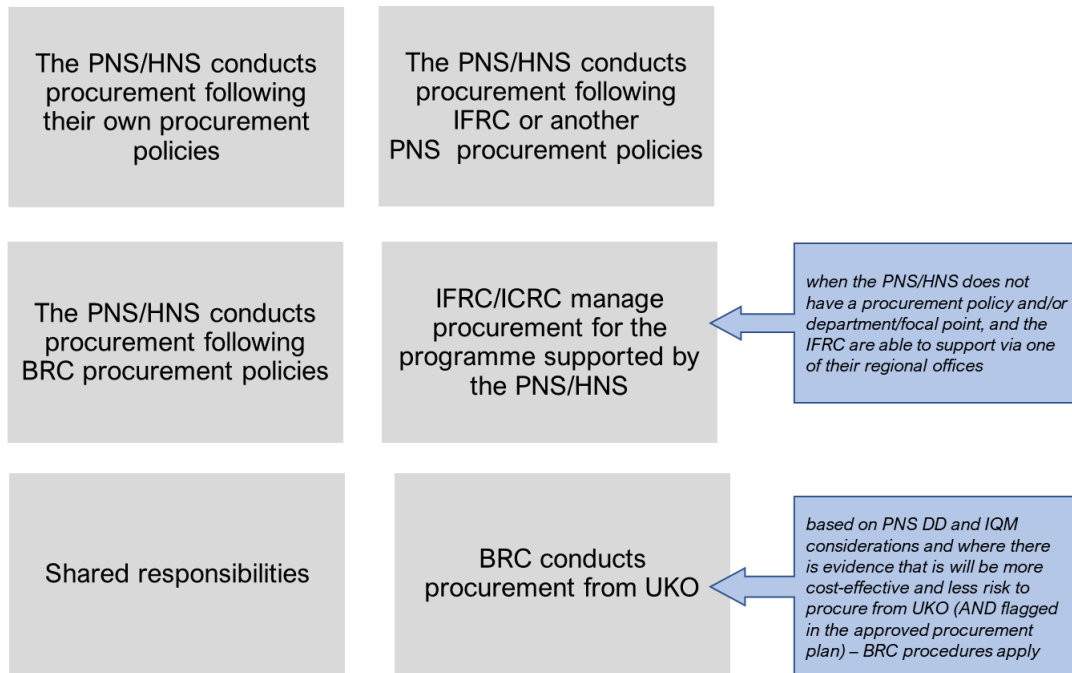 The PNS/HNS conducts
procurement following
their own procurement
policies
The PNS/HNS conducts
procurement following
IFRC or another
PNS  procurement policies
The PNS/HNS conducts
procurement following
BRC procurement policies
IFRC/ICRC manage
procurement for the
programme supported by
the PNS/HNS
when the PNS/HNS does not
have a procurement policy and/or
department/focal point, and the
IFRC are able to support via one
of their regional offices
Shared responsibilities
BRC conducts
procurement from UKO
based on PNS DD and IQM
considerations and where there
is evidence that is will be more
cost-effective and less risk to
procure from UKO (AND flagged
in the approved procurement
plan) – BRC procedures apply